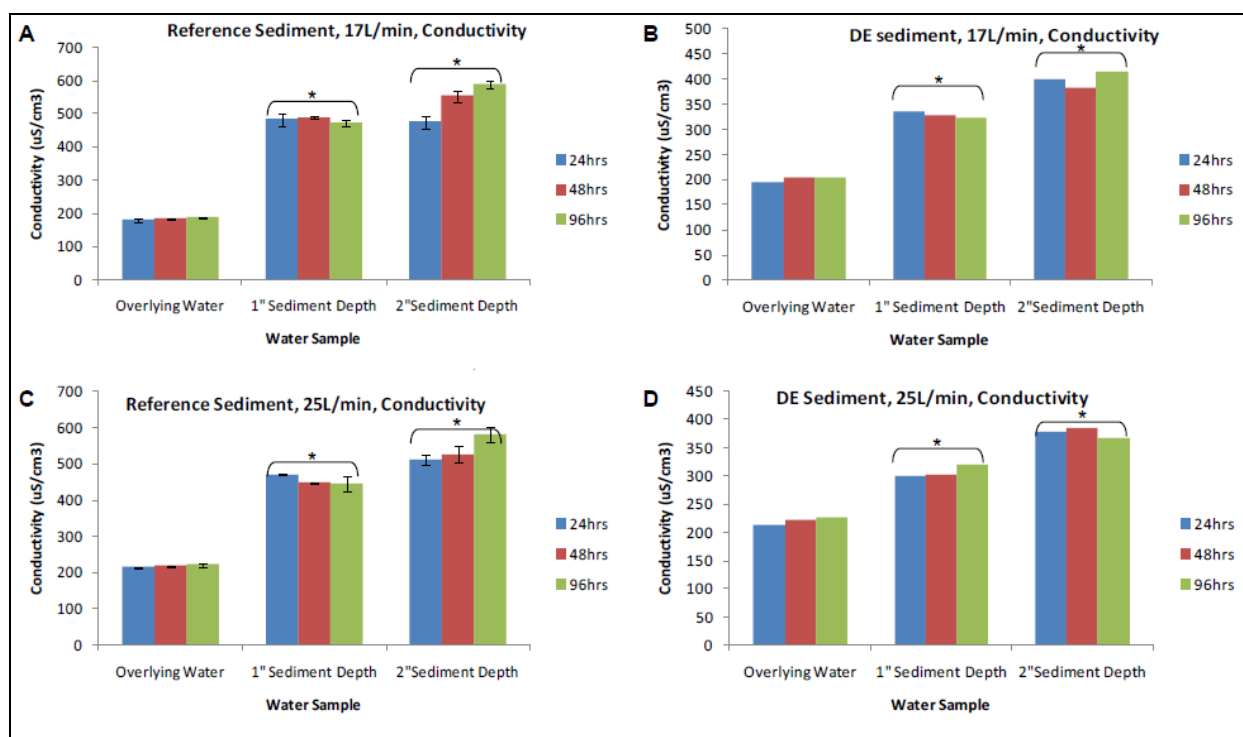 A
Reference Sediment, 17L/min, Conductivity
Conductivity (uS/cm3)
700
600
500
400
300
200
100
0
*
*
Overlying Water
1" Sediment Depth
2"Sediment Depth
Water Sample
24hrs
48hrs
96hrs
B
DE sediment, 17L/min, Conductivity
Conductivity (uS/cm3)
500
450
400
350
300
250
200
150
100
50
0
*
*
Overlying Water
1" Sediment Depth
2"Sediment Depth
Water Sample
24hrs
48hrs
96hrs
C
Reference Sediment, 25L/min, Conductivity
Conductivity (uS/cm3)
700
600
500
400
300
200
100
0
*
*
Overlying Water
1" Sediment Depth
2"Sediment Depth
Water Sample
24hrs
48hrs
96hrs
D
DE Sediment, 25L/min, Conductivity
Conductivity (uS/cm3)
450
400
350
300
250
200
150
100
50
0
*
*
Overlying Water
1" Sediment Depth
2"Sediment Depth
Water Sample
24hrs
48hrs
96hrs